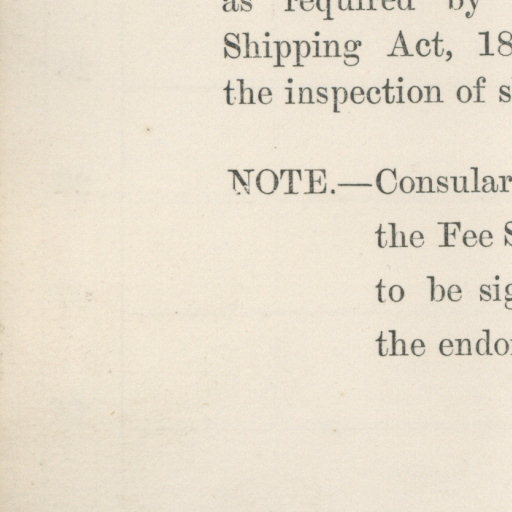 as required by
Shipping Act, 18
the inspection of s
NOTE.—Consular
the Fee S
to be sig
the endor